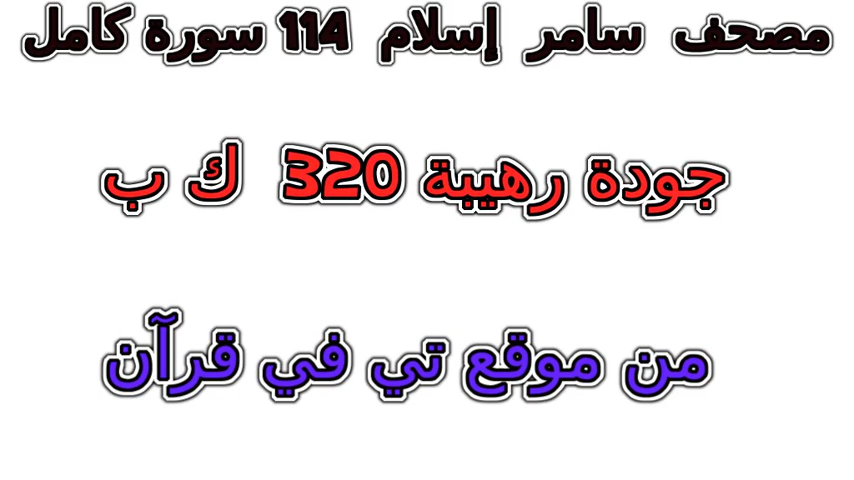 مصحف سامر إسلام 114 سورة كامل
جودة رهيبة 320 ك ب
من موقع تي في قرآن